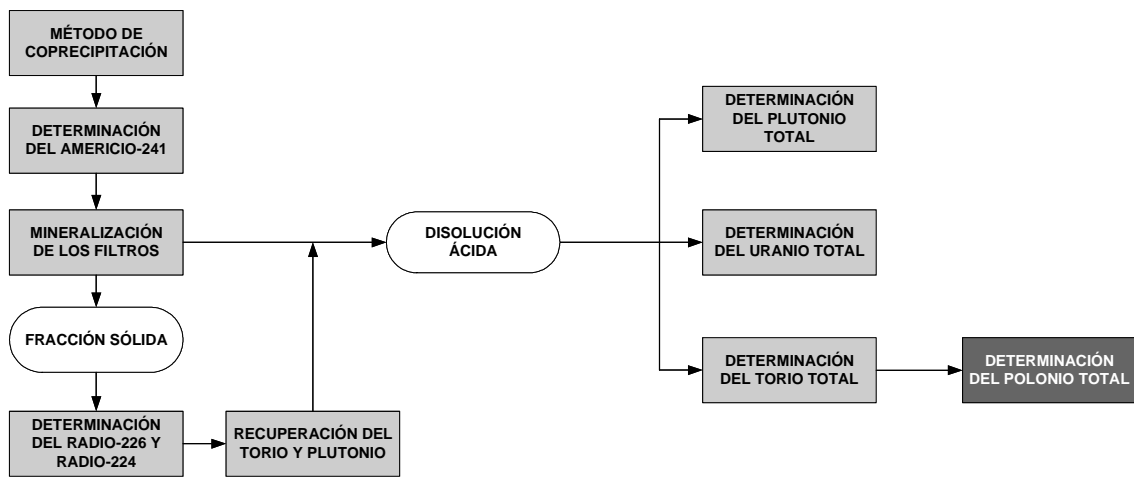 MÉTODO DE
COPRECIPITACIÓN
DETERMINACIÓN
DEL AMERICIO-241
MINERALIZACIÓN
DE LOS FILTROS
FRACCIÓN SÓLIDA
DETERMINACIÓN
DEL RADIO-226 Y
RADIO-224
RECUPERACIÓN DEL
TORIO Y PLUTONIO
DISOLUCIÓN
ÁCIDA
DETERMINACIÓN
DEL PLUTONIO
TOTAL
DETERMINACIÓN
DEL URANIO TOTAL
DETERMINACIÓN
DEL TORIO TOTAL
DETERMINACIÓN
DEL POLONIO TOTAL